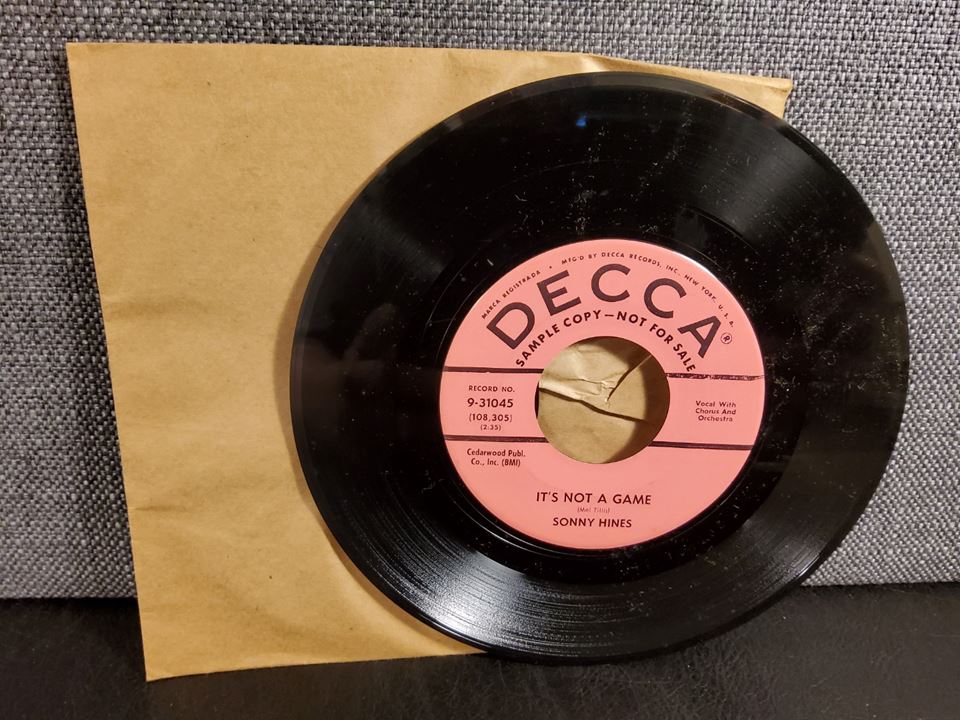 MARCA REGISTRADA • MFG'D BY DECCA RECORDS, INC., NEW YORK, U.S.A.
DECCA®
SAMPLE COPY—NOT FOR SALE
RECORD NO.
9-31045
(108,305)
(2:35)
Vocal With
Chorus And
Orchestra
Cedarwood Publ.
Co., Inc. (BMI)
IT'S NOT A GAME
(Mel Tillis)
SONNY HINES